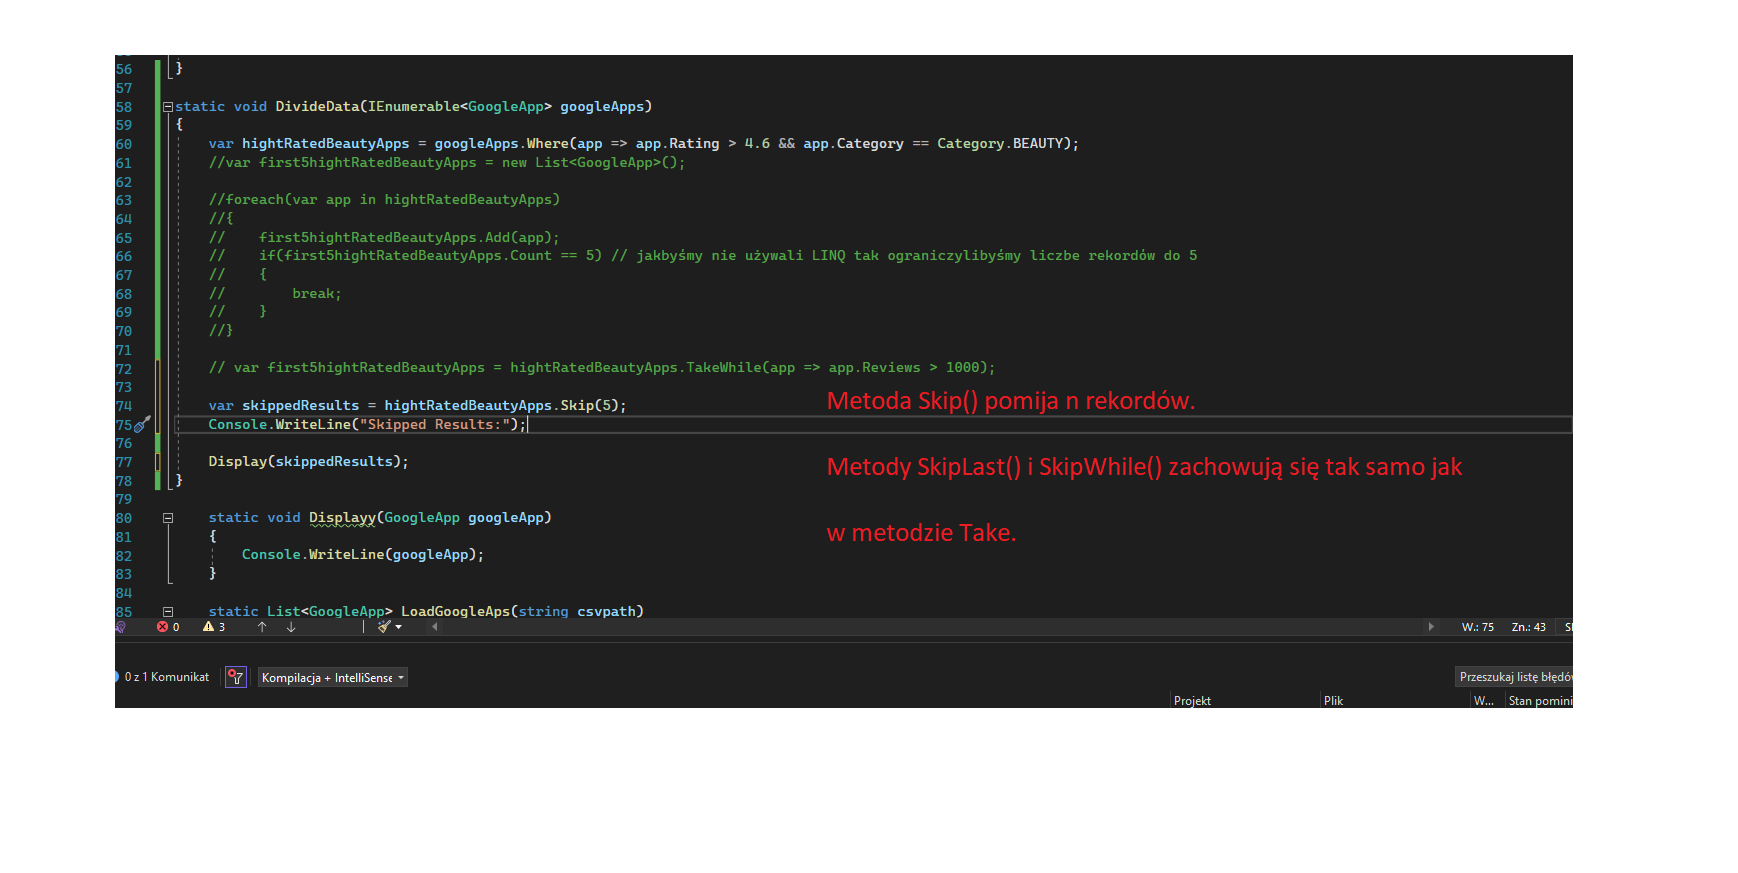 56 }
57
58 static void DivideData(IEnumerable<GoogleApp> googleApps)
59 {
60 var hightRatedBeautyApps = googleApps.Where(app => app.Rating > 4.6 && app.Category == Category.BEAUTY);
61 //var first5hightRatedBeautyApps = new List<GoogleApp>();
62
63 //foreach(var app in hightRatedBeautyApps)
64 //{
65 // first5hightRatedBeautyApps.Add(app);
66 // if(first5hightRatedBeautyApps.Count == 5) // jakbyśmy nie używali LINQ tak ograniczylibyśmy liczbe rekordów do 5
67 // {
68 // break;
69 // }
70 //}
71
72 // var first5hightRatedBeautyApps = hightRatedBeautyApps.TakeWhile(app => app.Reviews > 1000);
73
74 var skippedResults = hightRatedBeautyApps.Skip(5);
Metoda Skip() pomija n rekordów.
75 Console.WriteLine("Skipped Results:");
76
77 Display(skippedResults);
Metody SkipLast() i SkipWhile() zachowują się tak samo jak
78 }
79
80 static void Displayy(GoogleApp googleApp)
w metodzie Take.
81 {
82 Console.WriteLine(googleApp);
83 }
84
85 static List<GoogleApp> LoadGoogleAps(string csvpath)
0 3 W.: 75 Zn.: 43
0 z 1 Komunikat Kompilacja + IntelliSense Przeszukaj listę błędów
Projekt Plik W... Stan pomini